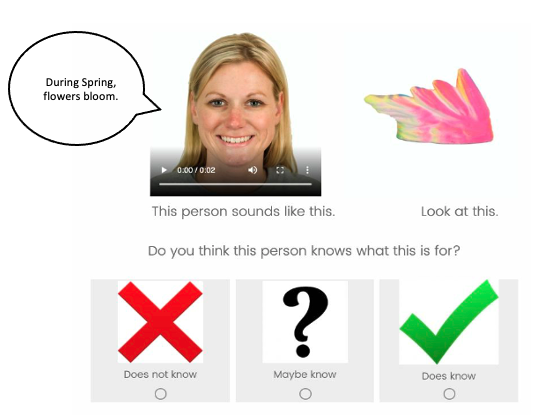 During Spring,
flowers bloom.
0:00 / 0:02
This person sounds like this.
Look at this.
Do you think this person knows what this is for?
?
Does not know
Maybe know
Does know